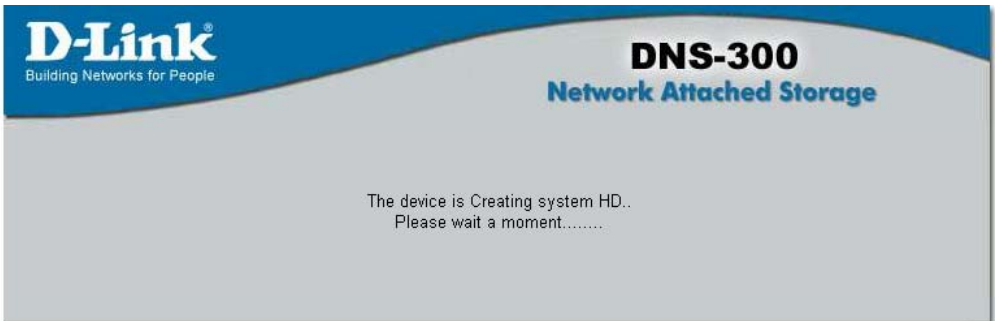 D-Link®
Building Networks for People
DNS-300
Network Attached Storage
The device is Creating system HD..
Please wait a moment........